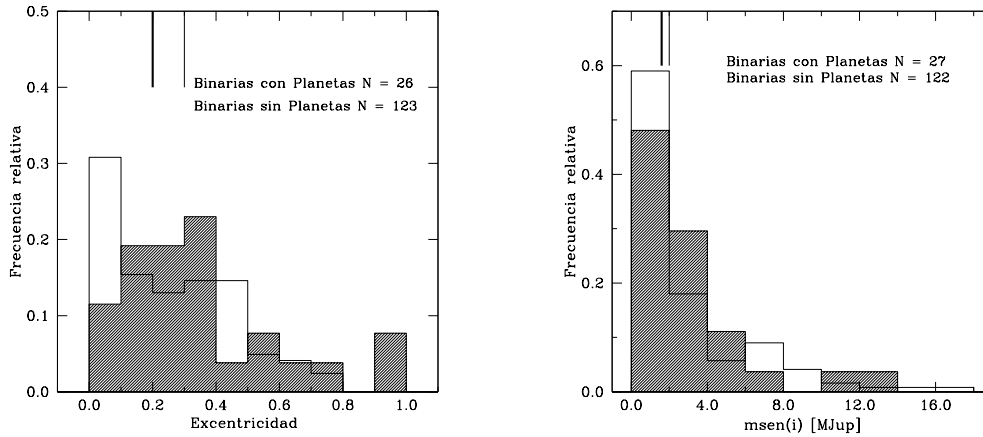 0.5
0.4
0.3
0.2
0.1
0.0
Frecuencia relativa
Binarias con Planetas N = 26
Binarias sin Planetas N = 123
0.0 0.2 0.4 0.6 0.8 1.0
Excentricidad
0.6
0.4
0.2
0.0
Frecuencia relativa
Binarias con Planetas N = 27
Binarias sin Planetas N = 122
0.0 4.0 8.0 12.0 16.0
msen(i) [MJup]